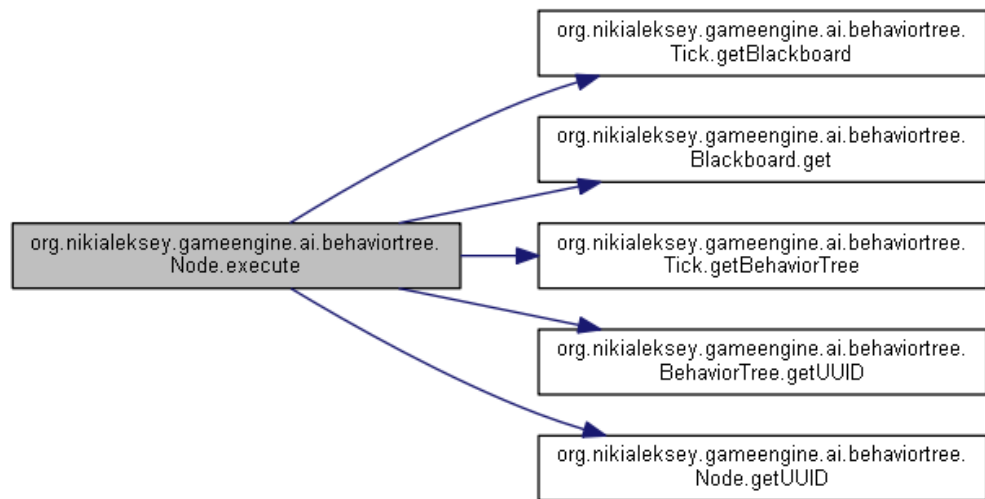 org.nikialeksey.gameengine.ai.behaviortree.
Tick.getBlackboard
org.nikialeksey.gameengine.ai.behaviortree.
Blackboard.get
org.nikialeksey.gameengine.ai.behaviortree.
Node.execute
org.nikialeksey.gameengine.ai.behaviortree.
Tick.getBehaviorTree
org.nikialeksey.gameengine.ai.behaviortree.
BehaviorTree.getUUID
org.nikialeksey.gameengine.ai.behaviortree.
Node.getUUID